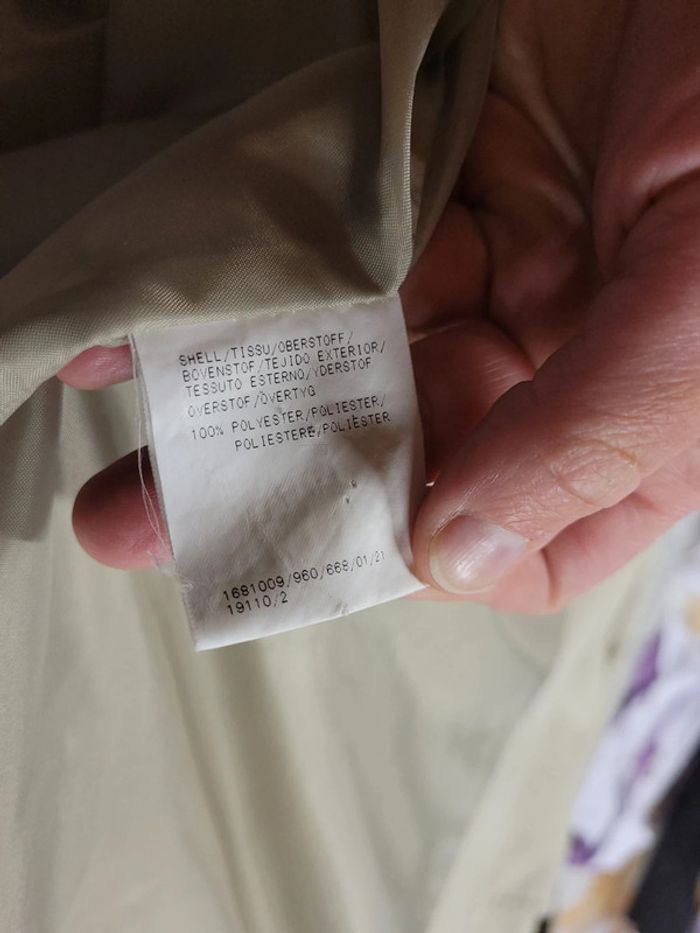 SHELL/TISSU/OBERSTOFF/
BOVENSTOF/TEJIDO EXTERIOR/
TESSUTO ESTERNO/YDERSTOF
OVERSTOF/ÖVERTYG
100% POLYESTER/POLIESTER/
POLIESTERE/POLIÈSTER
1681009/960/668/01/21
19110/2